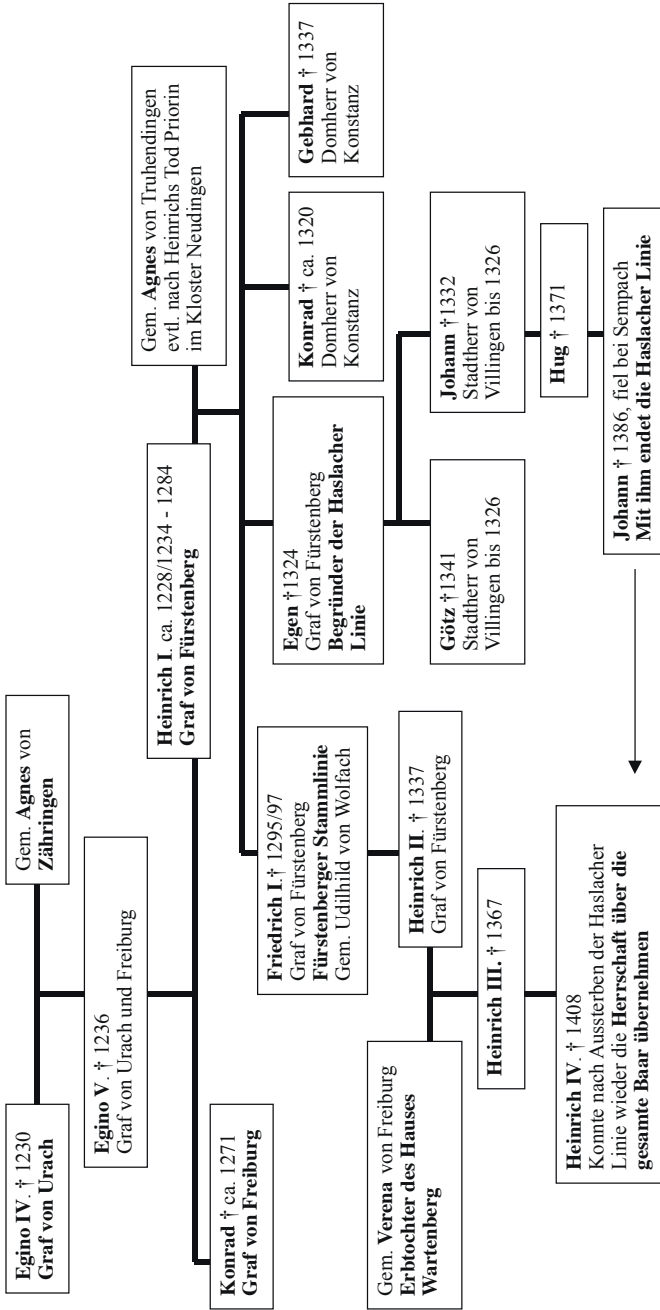 Egino IV. † 1230
Graf von Urach
Gem. Agnes von
Zähringen
Egino V. † 1236
Graf von Urach und Freiburg
Konrad † ca. 1271
Graf von Freiburg
Heinrich I. ca. 1228/1234 - 1284
Graf von Fürstenberg
Gem. Agnes von Truhendingen
evtl. nach Heinrichs Tod Priorin
im Kloster Neudingen
Friedrich I.† 1295/97
Graf von Fürstenberg
Fürstenberger Stammlinie
Gem. Udilhild von Wolfach
Egen †1324
Graf von Fürstenberg
Begründer der Haslacher
Linie
Konrad † ca. 1320
Domherr von
Konstanz
Gebhard † 1337
Domherr von
Konstanz
Gem. Verena von Freiburg
Erbtochter des Hauses
Wartenberg
Heinrich II. † 1337
Graf von Fürstenberg
Götz †1341
Stadtherr von
Villingen bis 1326
Johann †1332
Stadtherr von
Villingen bis 1326
Heinrich III. † 1367
Hug † 1371
Heinrich IV. † 1408
Konnte nach Aussterben der Haslacher
Linie wieder die Herrschaft über die
gesamte Baar übernehmen
Johann † 1386, fiel bei Sempach
Mit ihm endet die Haslacher Linie